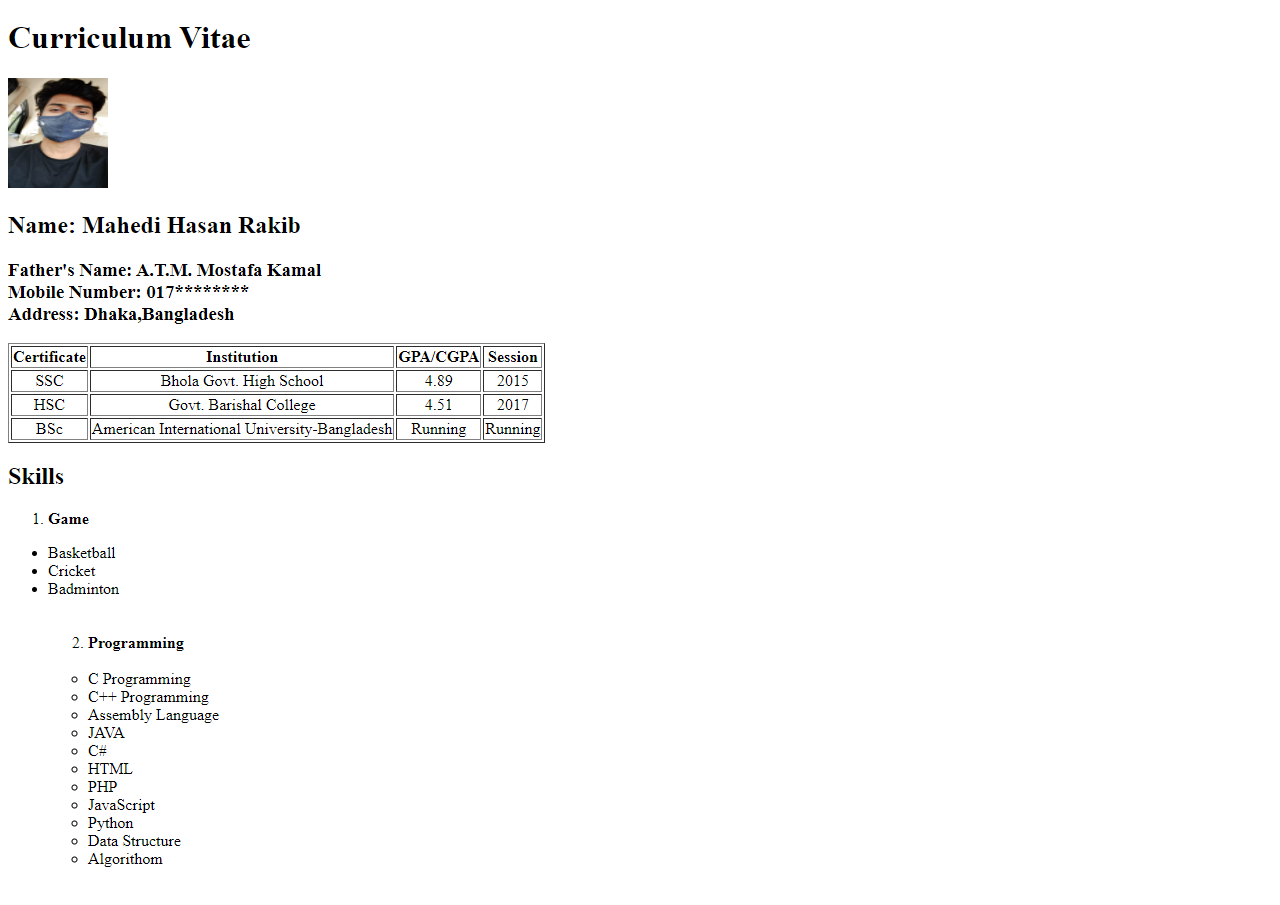 Curriculum Vitae
Name: Mahedi Hasan Rakib
Father's Name: A.T.M. Mostafa Kamal
Mobile Number: 017********
Address: Dhaka,Bangladesh
Certificate Institution GPA/CGPA Session
SSC Bhola Govt. High School 4.89 2015
HSC Govt. Barishal College 4.51 2017
BSc American International University-Bangladesh Running Running
Skills
1. Game
Basketball
Cricket
Badminton
2. Programming
C Programming
C++ Programming
Assembly Language
JAVA
C#
HTML
PHP
JavaScript
Python
Data Structure
Algorithom